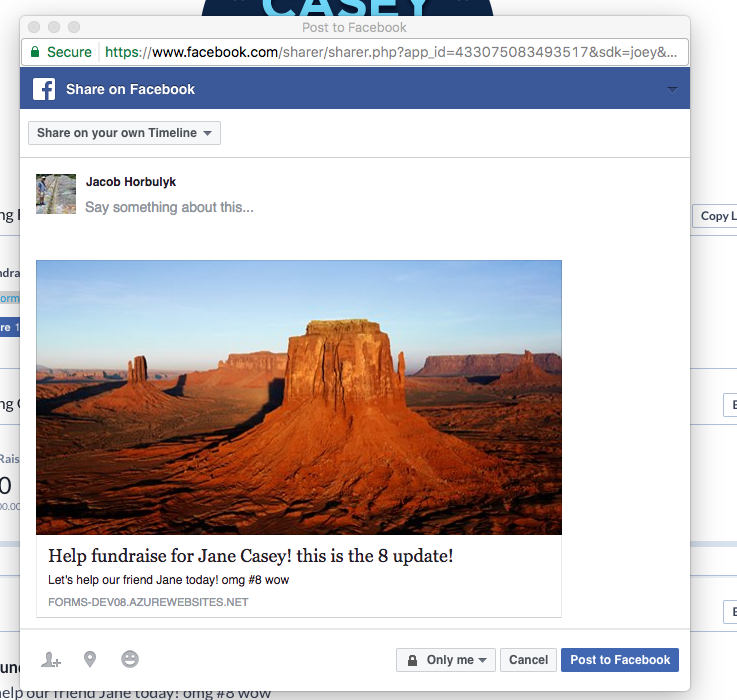 CASEY
Post to Facebook
Secure https://www.facebook.com/sharer/sharer.php?app_id=433075083493517&sdk=joey&...
Share on Facebook
Share on your own Timeline
Jacob Horbulyk
Say something about this...
Copy L
Help fundraise for Jane Casey! this is the 8 update!
Let's help our friend Jane today! omg #8 wow
FORMS-DEV08.AZUREWEBSITES.NET
Only me
Cancel
Post to Facebook
help our friend Jane today! omg #8 wow